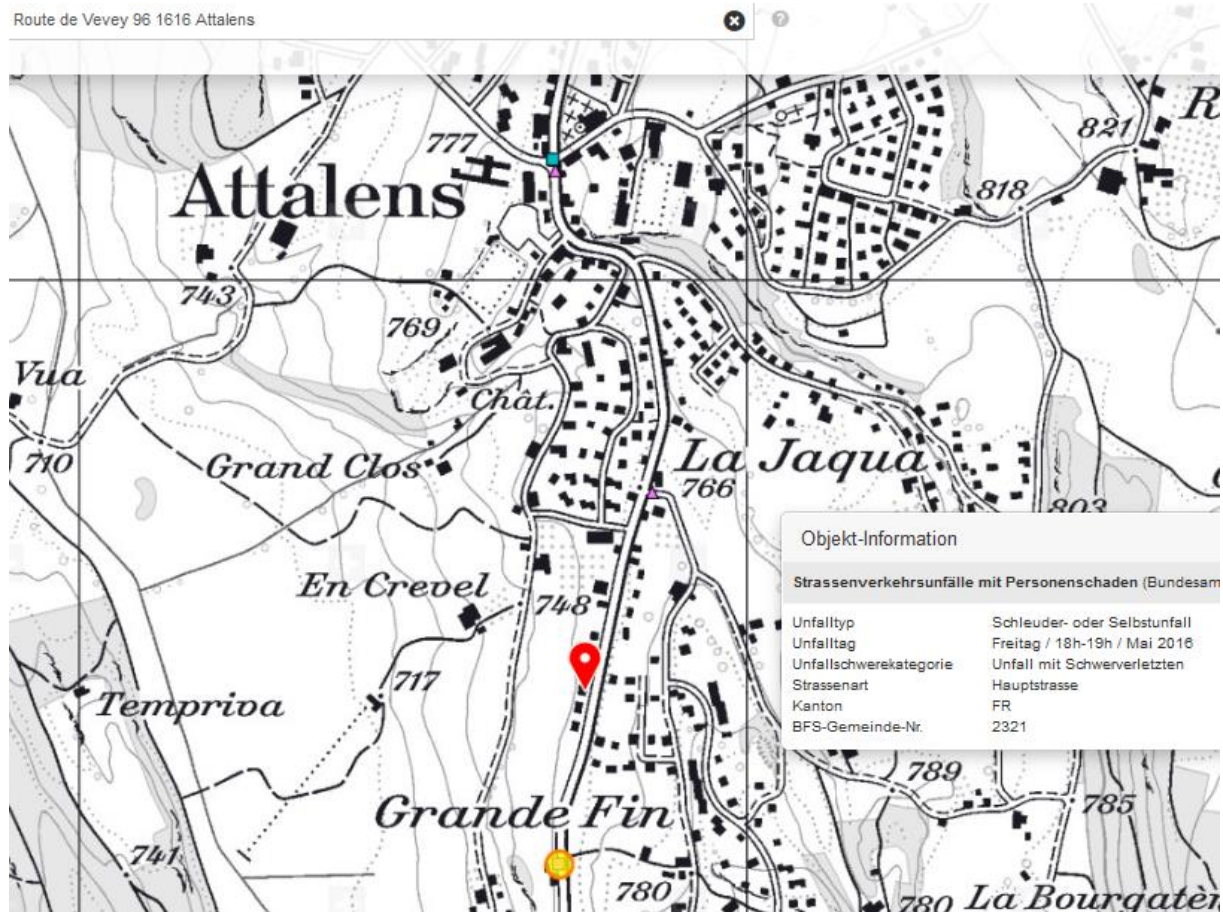 Route de Vevey 96 1616 Attalens
777
821
Attalens
818
743
769
Vua
Chât.
710
Grand Clos
La Jaqua
766
803
Objekt-Information
En Crevel
Strassenverkehrsunfälle mit Personenschaden (Bundesam
748
Unfalltyp Schleuder- oder Selbstunfall
Unfalltag Freitag / 18h-19h / Mai 2016
Unfallschwerekategorie Unfall mit Schwerverletzten
Strassenart Hauptstrasse
Kanton FR
BFS-Gemeinde-Nr. 2321
717
Tempriva
789
785
Grande Fin
741
780
780
La Bourgatèr